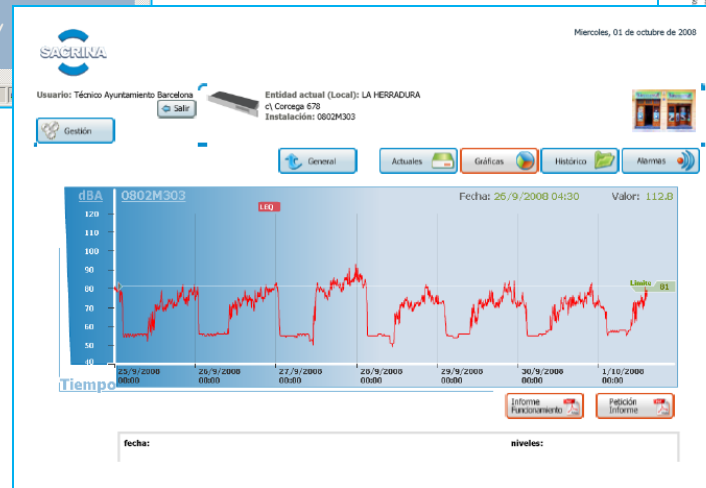 Miercoles, 01 de octubre de 2008
SACRINA
Usuario: Técnico Ayuntamiento Barcelona
Salir
Entidad actual (Local): LA HERRADURA
c\ Corcega 678
Instalación: 0802M303
Gestión
General
Actuales
Gráficas
Histórico
Alarmas
dBA
0802M303
LEQ
Fecha: 26/9/2008 04:30
Valor: 112.8
120
110
100
90
80
70
60
50
40
Limite 81
25/9/2008 00:00
26/9/2008 00:00
27/9/2008 00:00
28/9/2008 00:00
29/9/2008 00:00
30/9/2008 00:00
1/10/2008 00:00
Tiempo
Informe
Funcionamiento
Petición
Informe
fecha:
niveles: